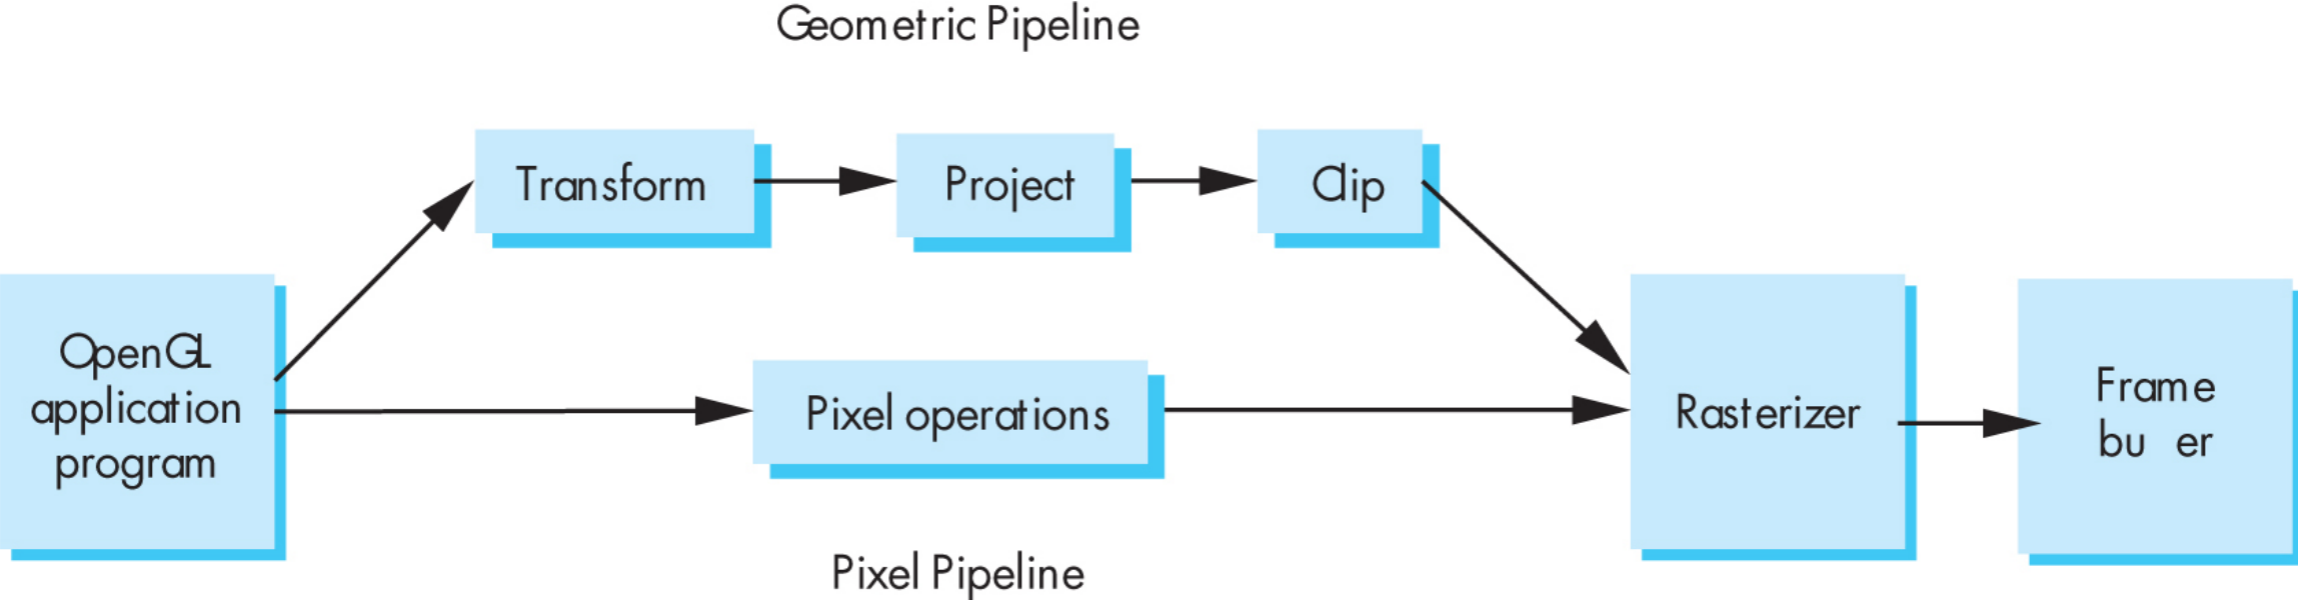 Geometric Pipeline
Transform
Project
Clip
OpenGL
application
program
Pixel operations
Rasterizer
Frame
bu er
Pixel Pipeline